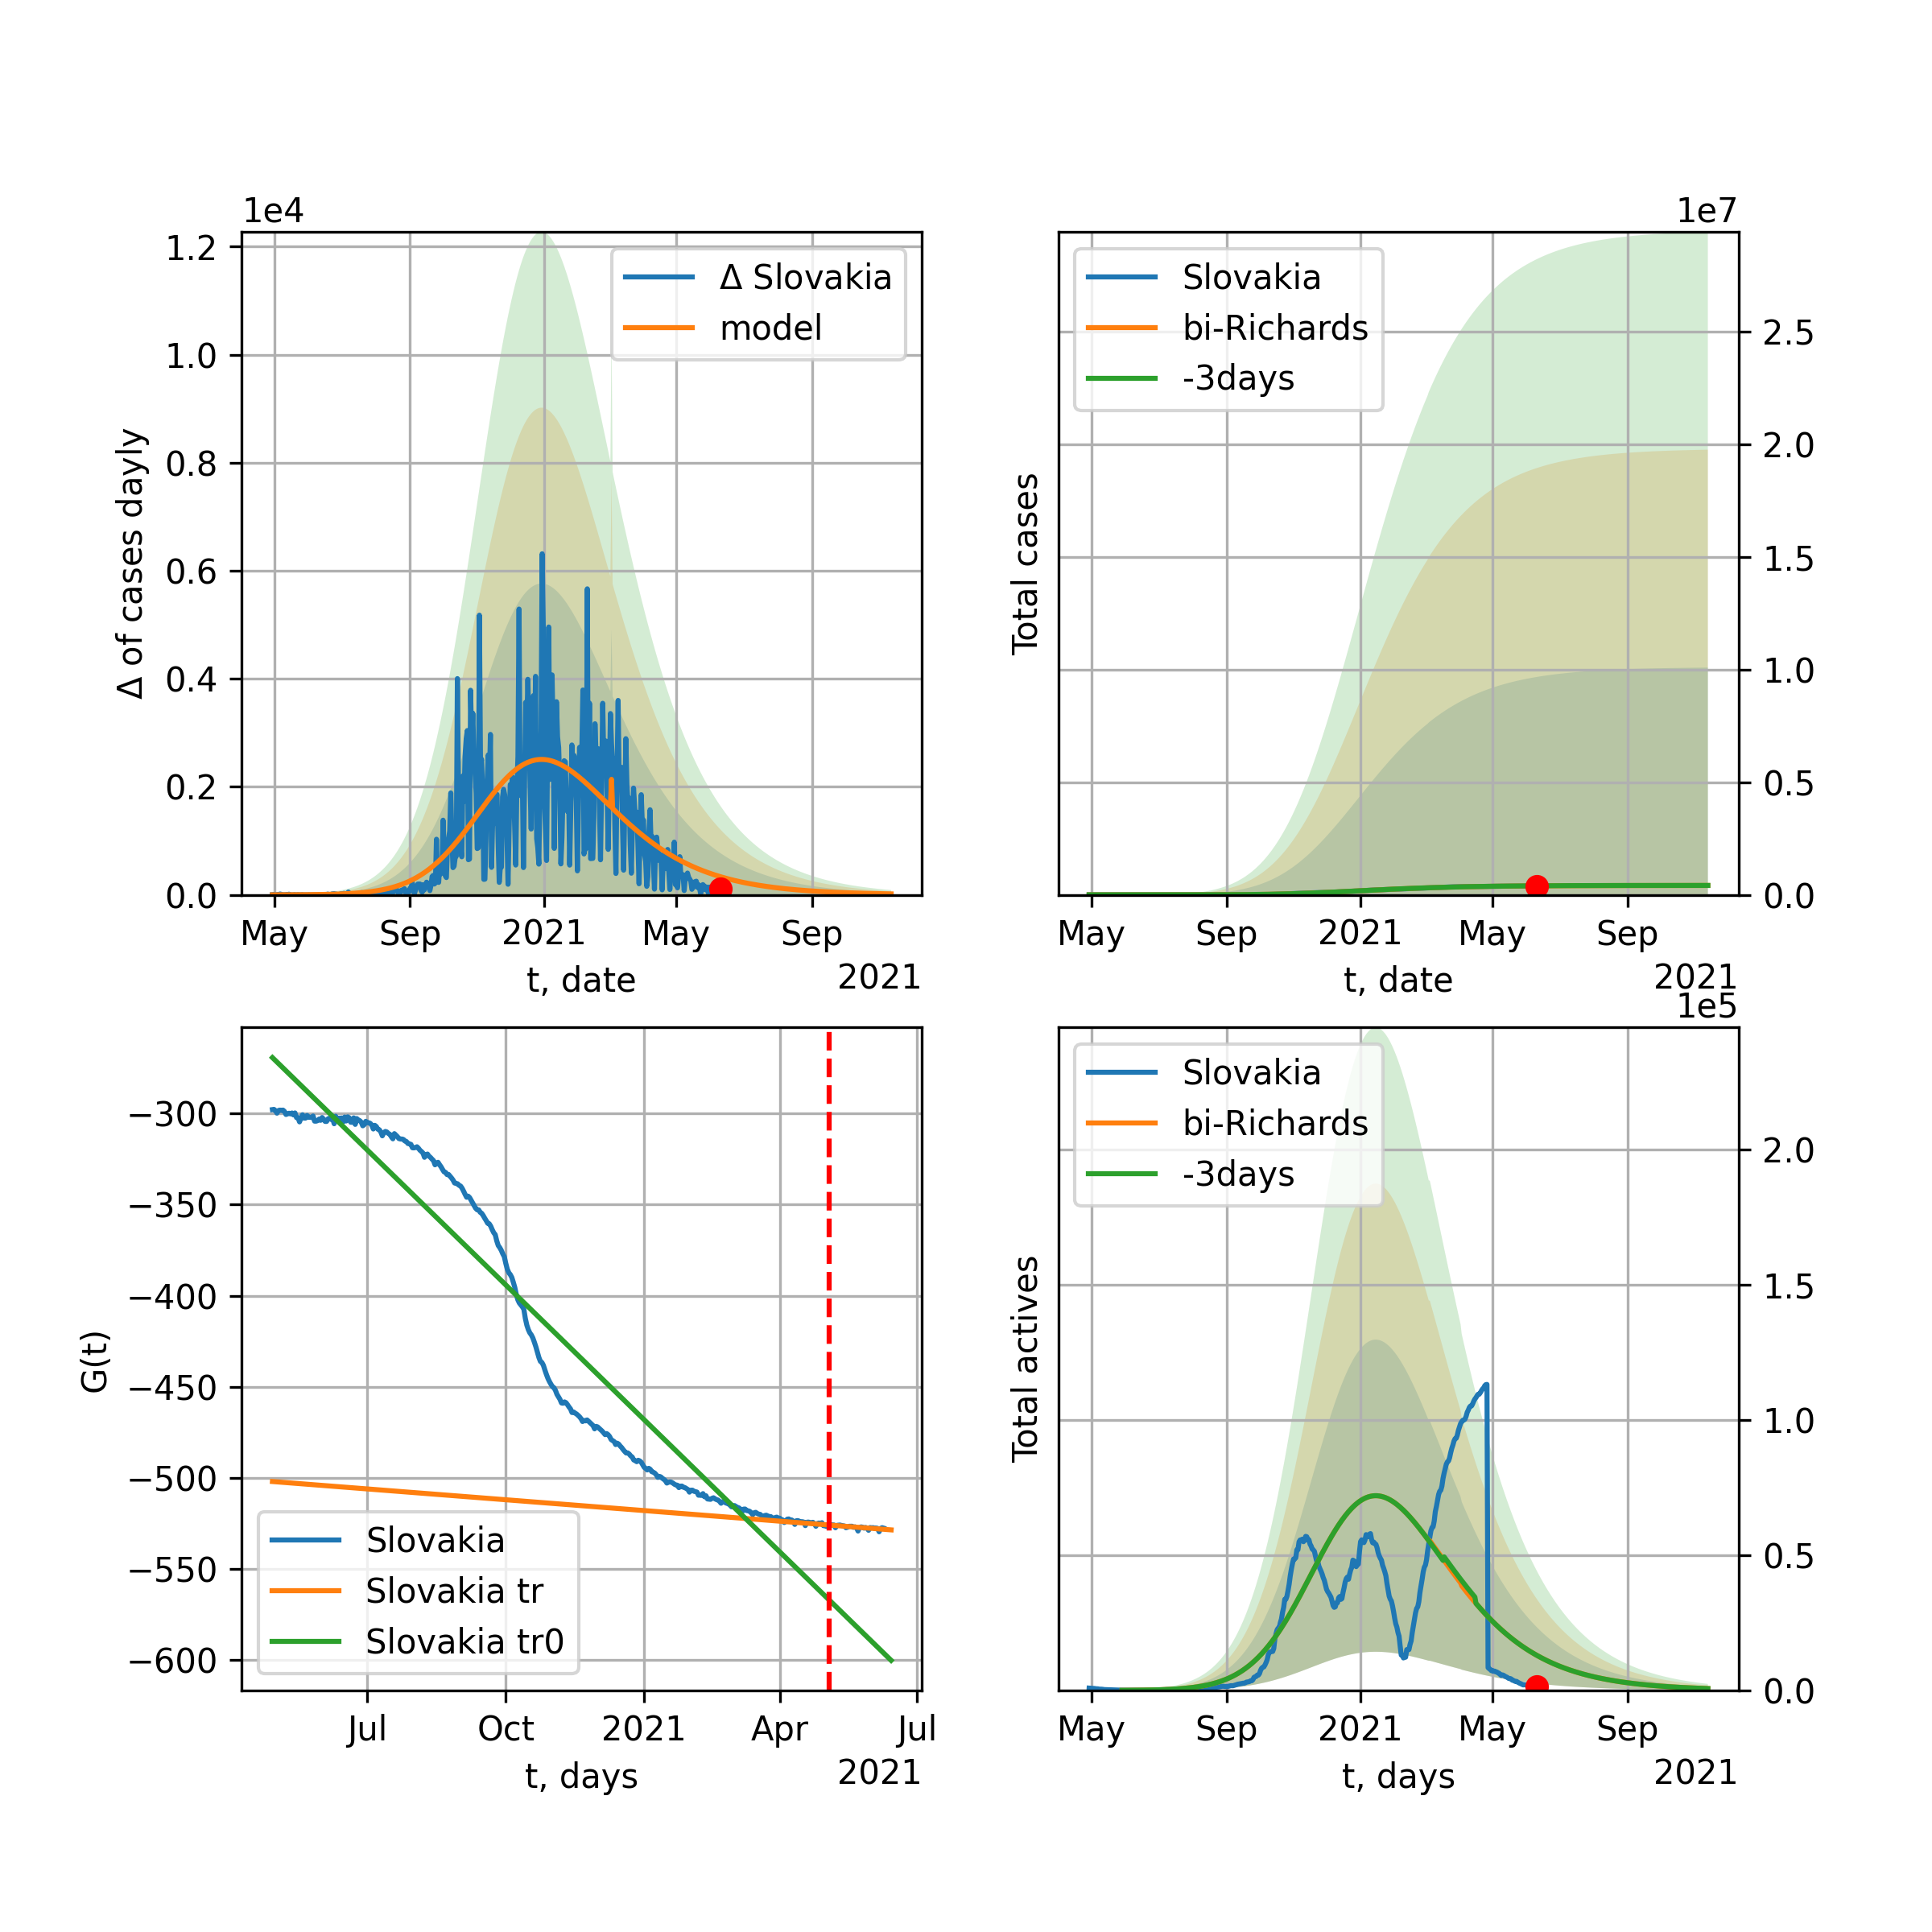 1e4
1.2
1.0
0.8
0.6
0.4
0.2
0.0
Δ of cases dayly
Δ Slovakia
model
May Sep 2021 May Sep
t, date
2021
1e7
Slovakia
bi-Richards
-3days
Total cases
2.5
2.0
1.5
1.0
0.5
0.0
May Sep 2021 May Sep
t, date
2021
G(t)
−300
−350
−400
−450
−500
−550
−600
Slovakia
Slovakia tr
Slovakia tr0
Jul Oct 2021 Apr Jul
t, days
2021
1e5
Slovakia
bi-Richards
-3days
Total actives
2.0
1.5
1.0
0.5
0.0
May Sep 2021 May Sep
t, days
2021